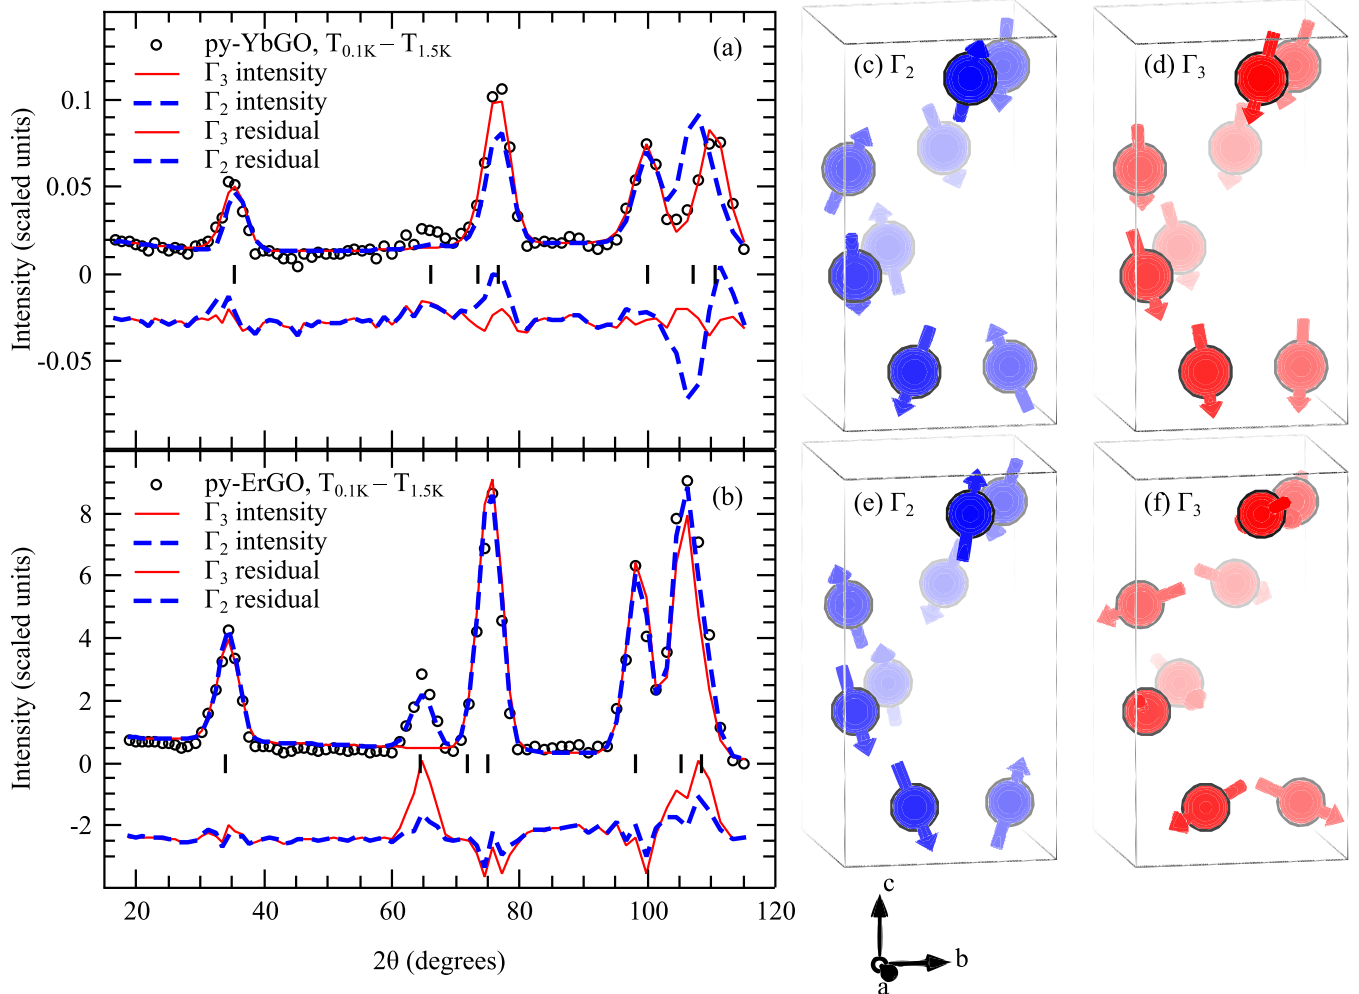 (a)
py-YbGO, T0.1K – T1.5K
Γ3 intensity
Γ2 intensity
Γ3 residual
Γ2 residual
0.1
0.05
0
-0.05
Intensity (scaled units)
(b)
py-ErGO, T0.1K – T1.5K
Γ3 intensity
Γ2 intensity
Γ3 residual
Γ2 residual
8
6
4
2
0
-2
Intensity (scaled units)
20 40 60 80 100 120
2θ (degrees)
(c) Γ2
(d) Γ3
(e) Γ2
(f) Γ3
c
b
a